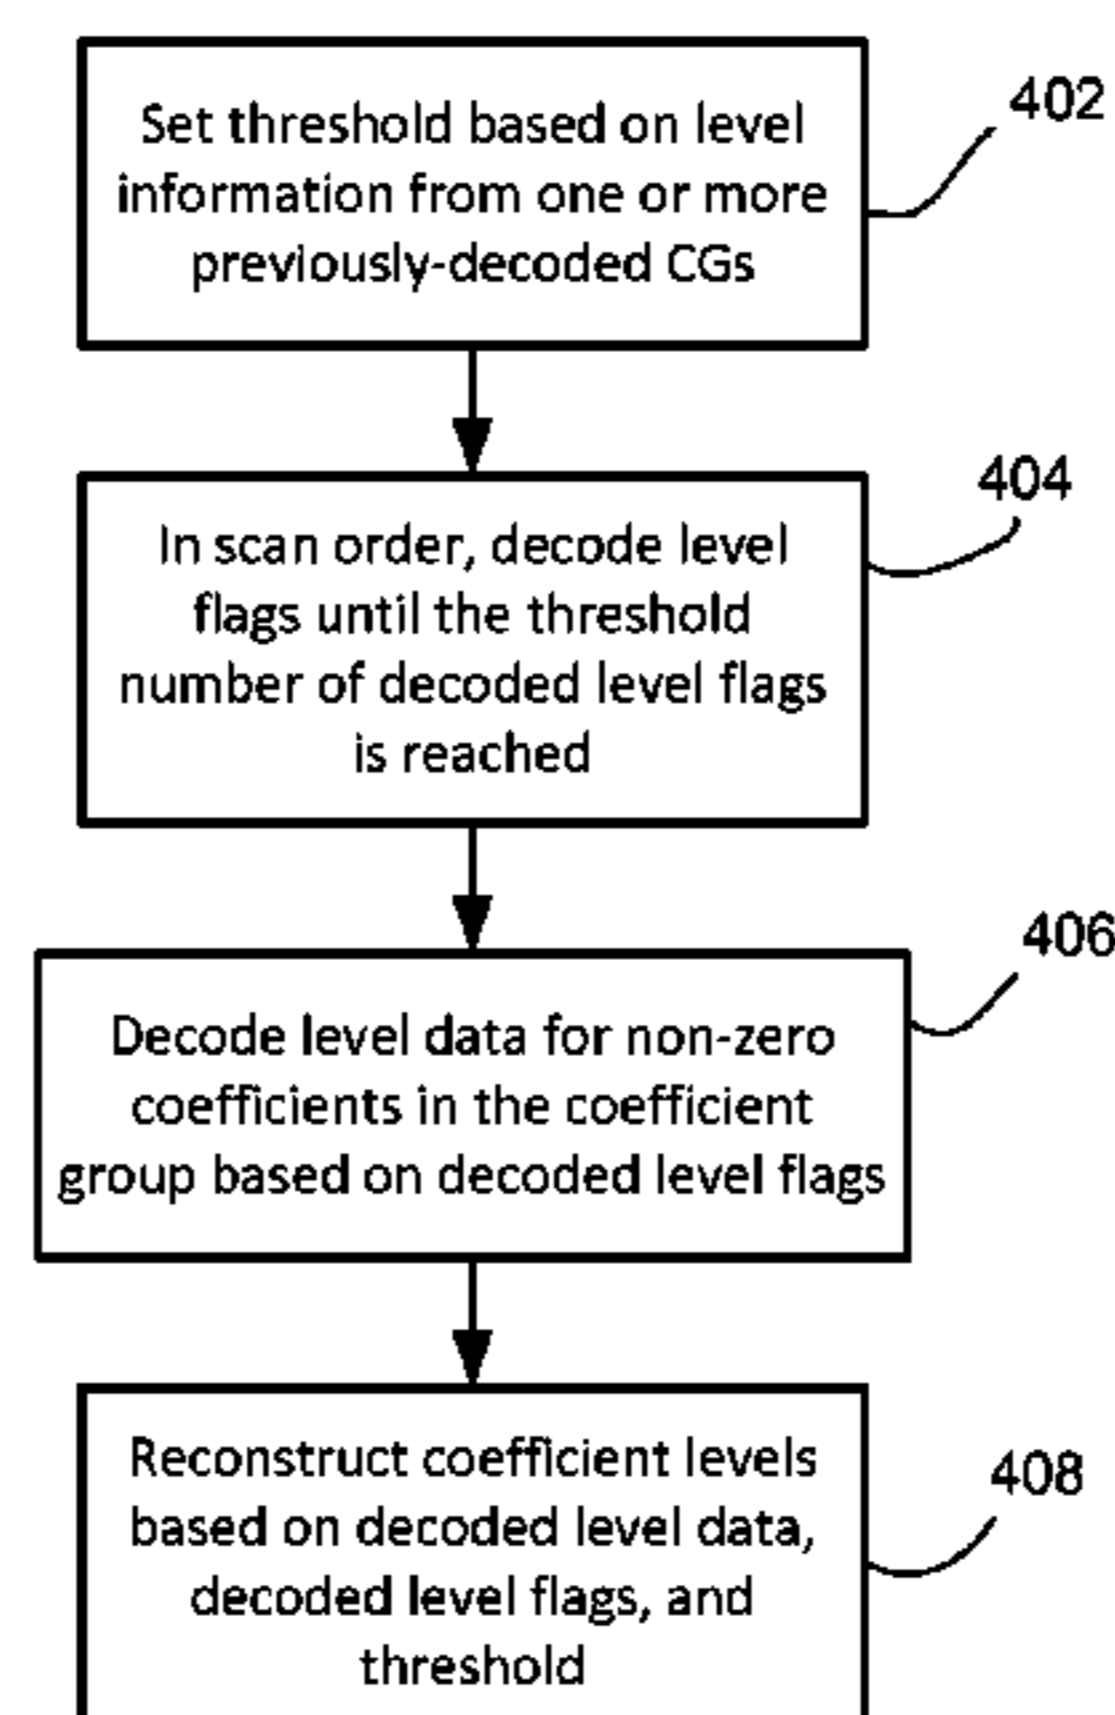 Set threshold based on level
information from one or more
previously-decoded CGs
402
In scan order, decode level
flags until the threshold
number of decoded level flags
is reached
404
Decode level data for non-zero
coefficients in the coefficient
group based on decoded level flags
406
Reconstruct coefficient levels
based on decoded level data,
decoded level flags, and
threshold
408